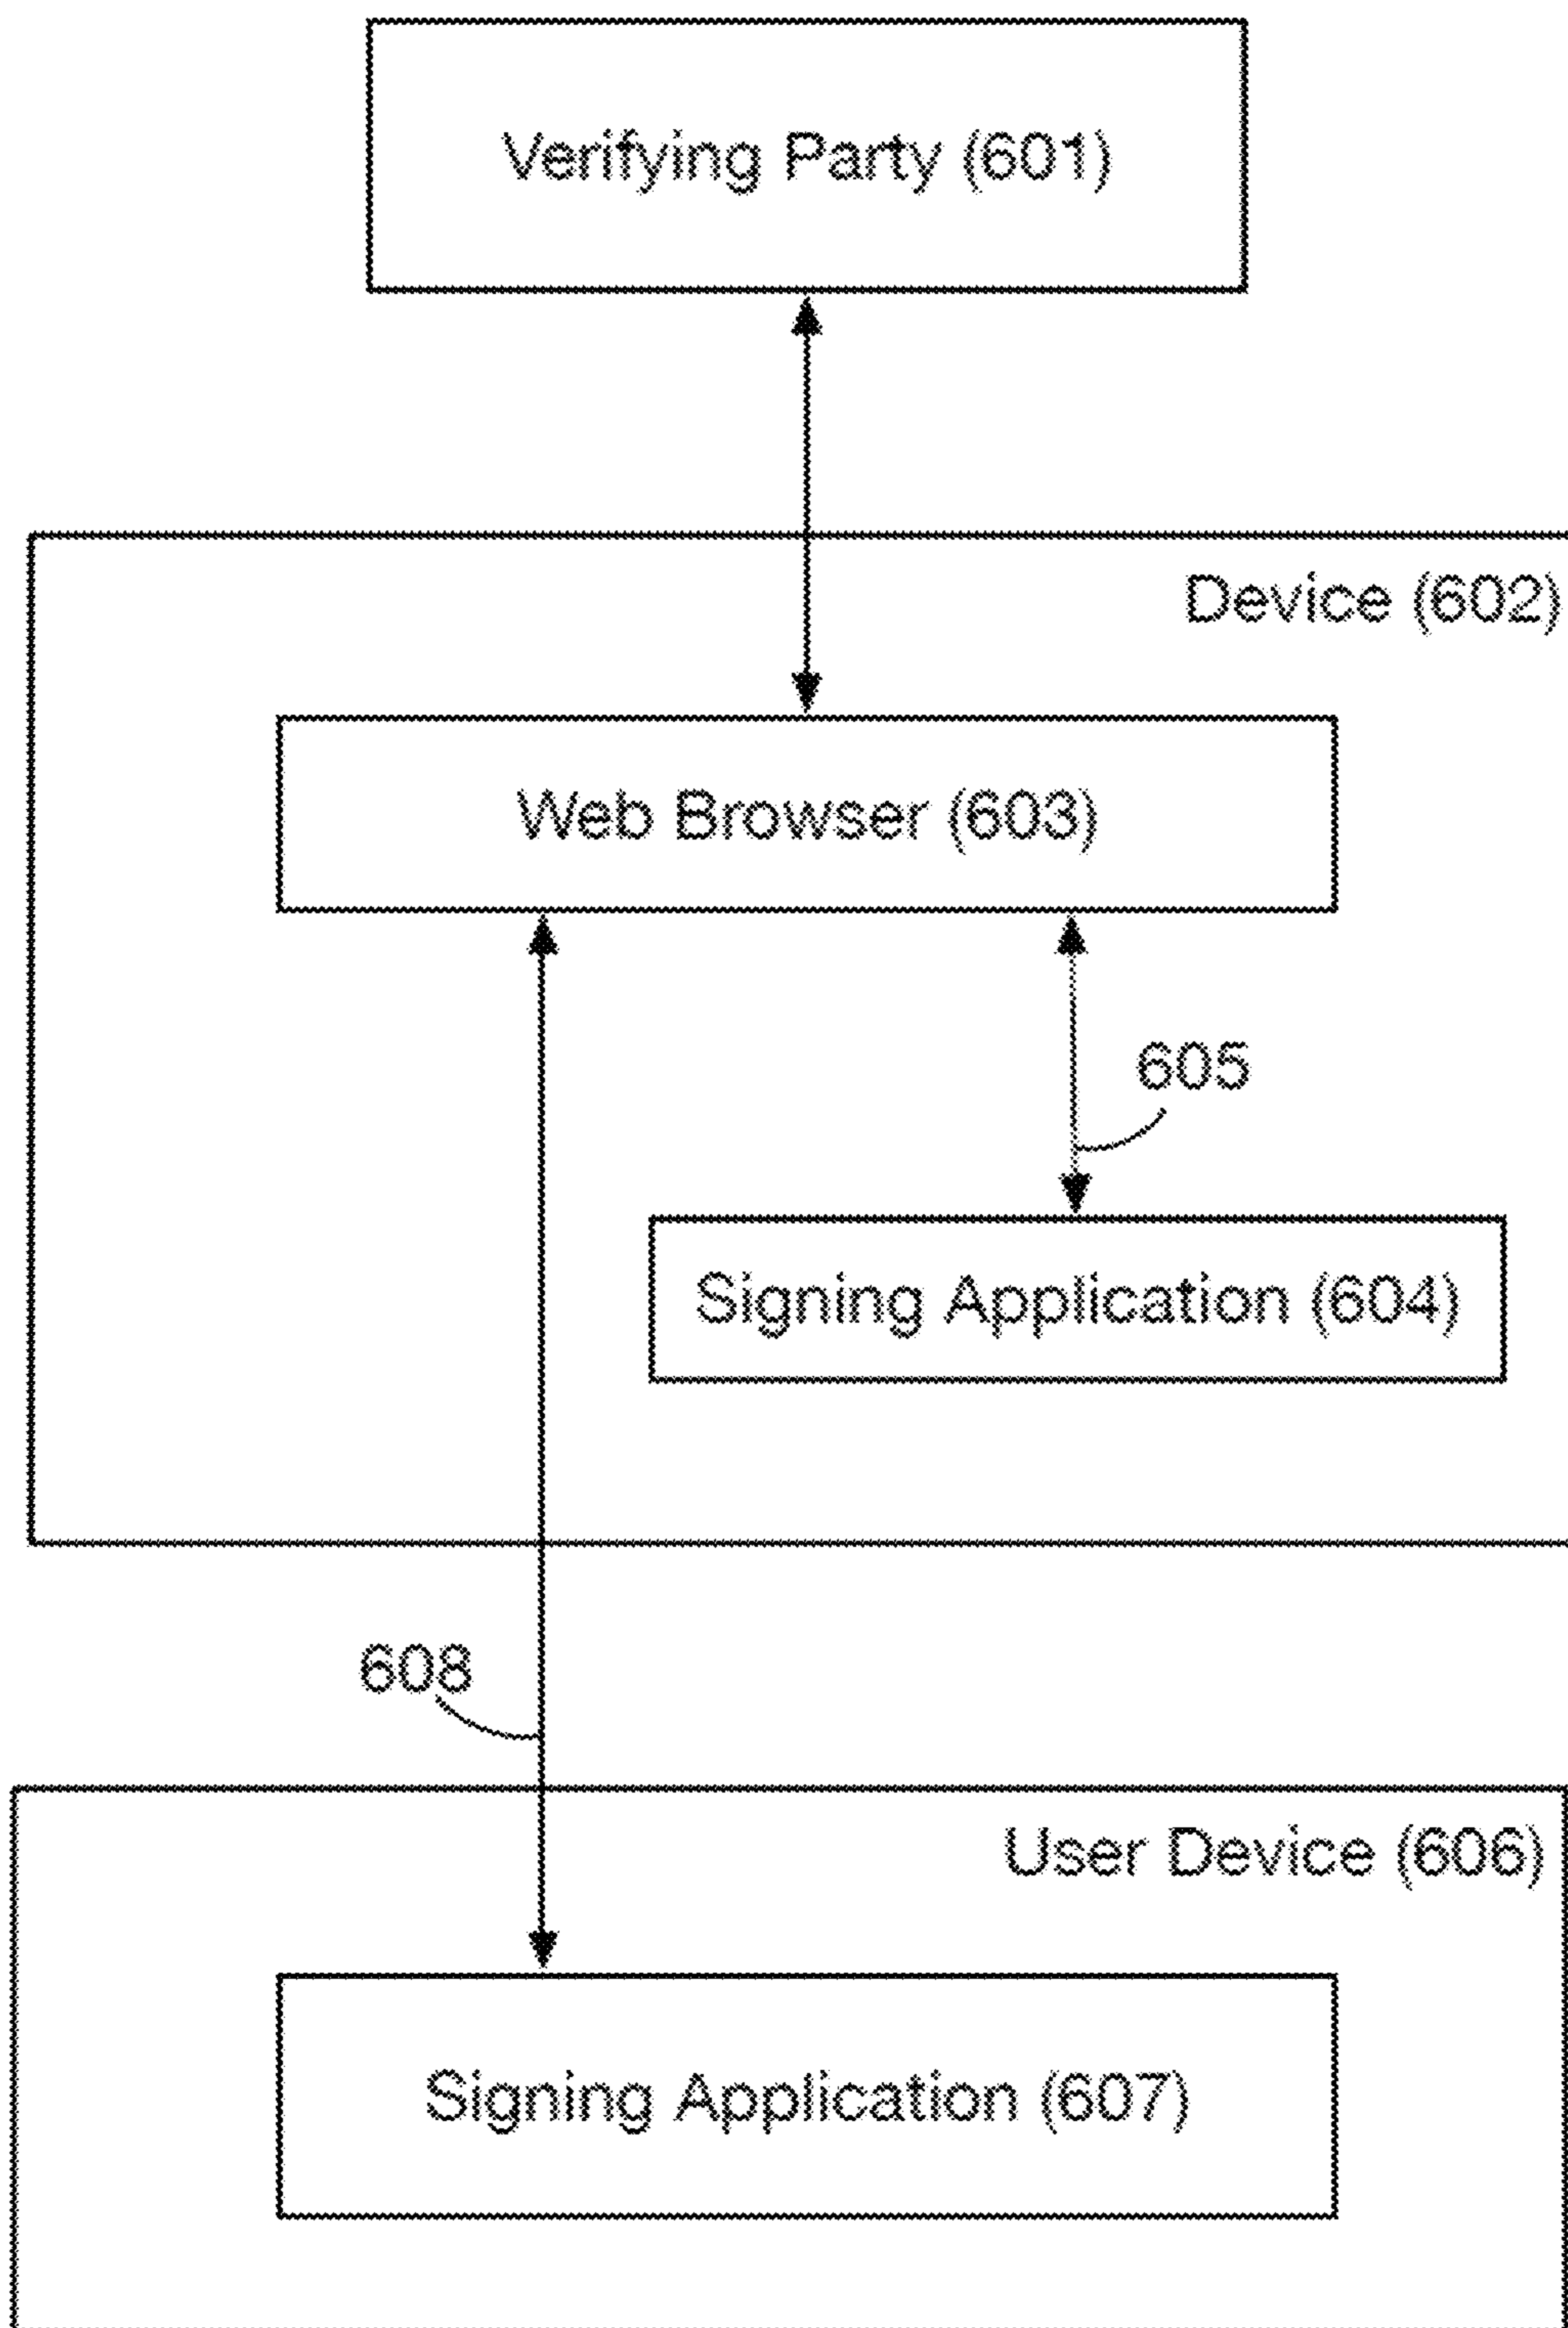 Verifying Party (601)
Device (602)
Web Browser (603)
605
Signing Application (604)
608
User Device (606)
Signing Application (607)